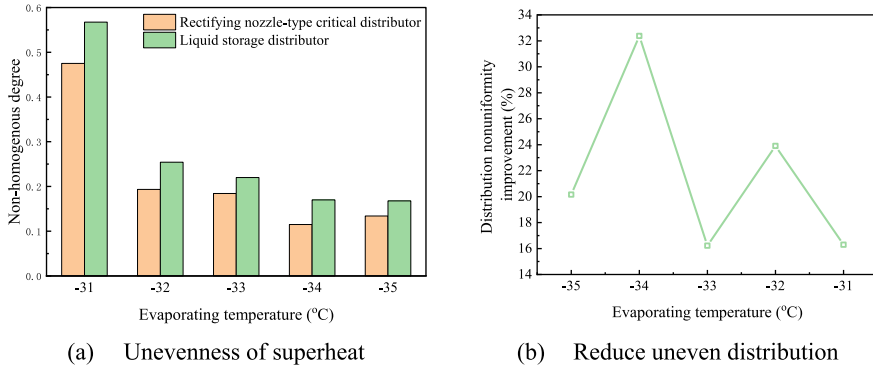 Rectifying nozzle-type critical distributor
Liquid storage distributor
Non-homogenous degree
0.6
0.5
0.4
0.3
0.2
0.1
0.0
-31 -32 -33 -34 -35
Evaporating temperature (°C)
(a) Unevenness of superheat
Distribution nonuniformity
improvement (%)
34
32
30
28
26
24
22
20
18
16
14
-35 -34 -33 -32 -31
Evaporating temperature (°C)
(b) Reduce uneven distribution